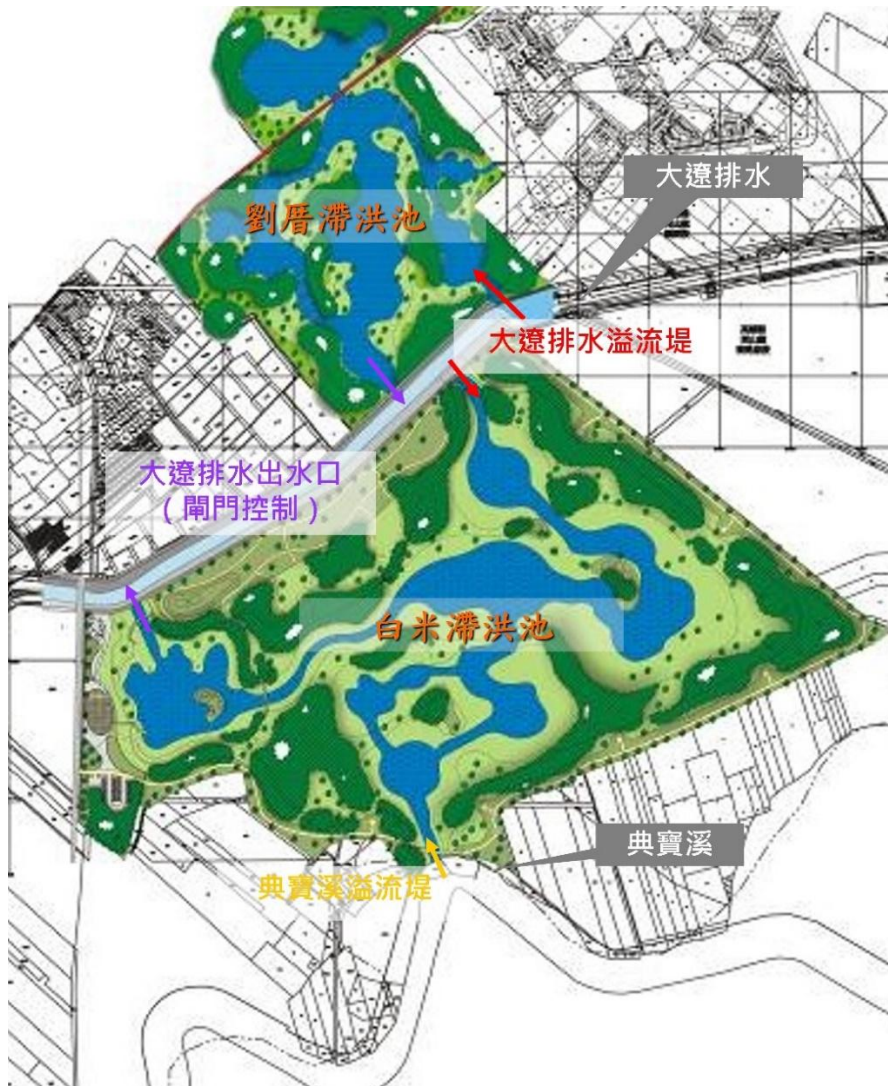 大遼排水
劉厝滯洪池
大遼排水溢流堤
大遼排水出水口
（閘門控制）
白米滯洪池
典寶溪
典寶溪溢流堤